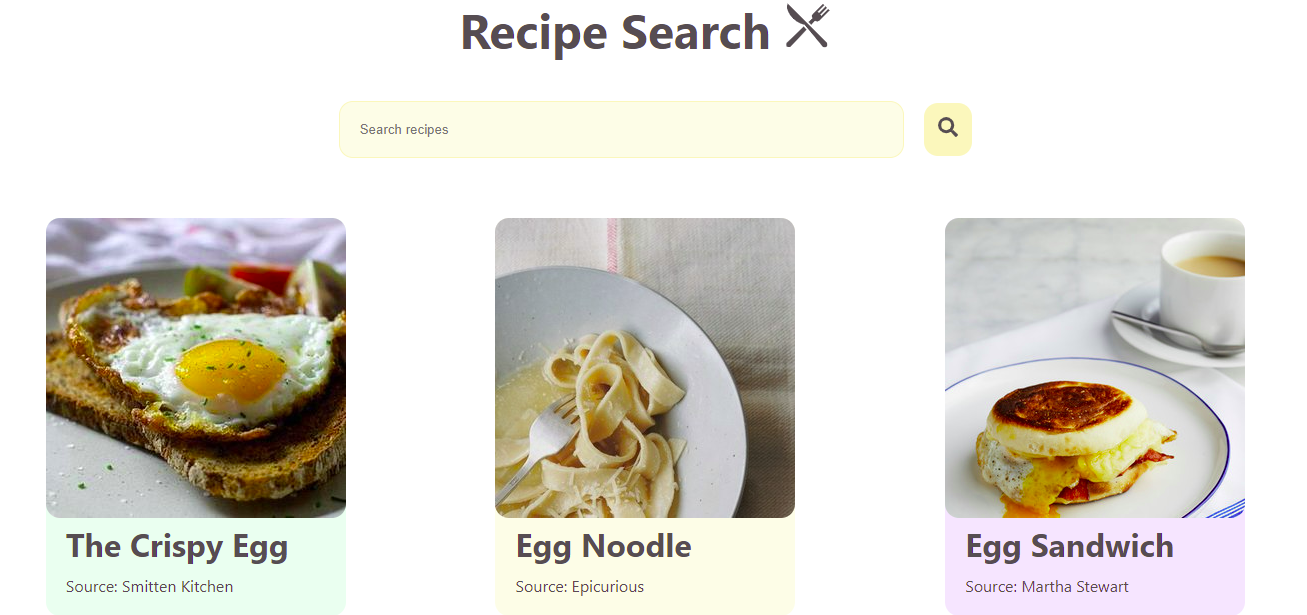 Recipe Search
Search recipes
The Crispy Egg
Source: Smitten Kitchen
Egg Noodle
Source: Epicurious
Egg Sandwich
Source: Martha Stewart